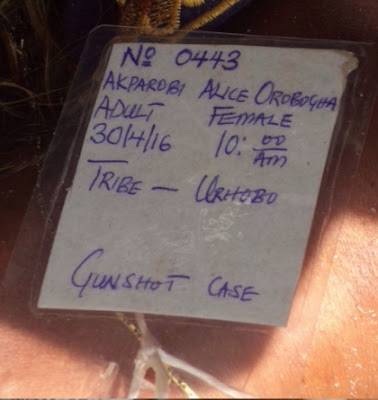 Nº 0443
AKPAROBI ALICE OROBOGHA
ADULT FEMALE
30/4/16 10:00 AM
TRIBE — URHOBO
GUNSHOT CASE